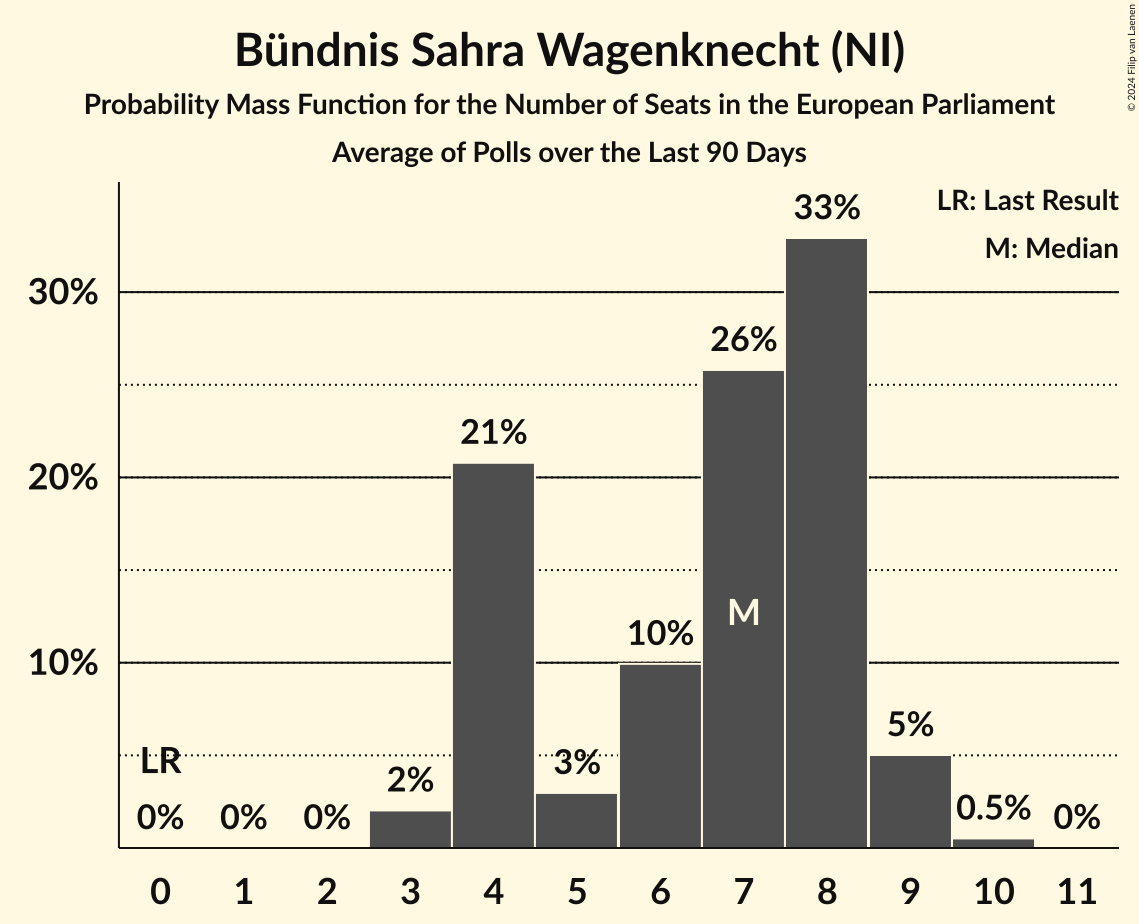 Bündnis Sahra Wagenknecht (NI)
Probability Mass Function for the Number of Seats in the European Parliament
Average of Polls over the Last 90 Days
© 2024 Filip van Laenen
LR: Last Result
M: Median
33%
30%
26%
21%
20%
M
10%
10%
5%
LR
3%
2%
0.5%
0% 0% 0% 0%
0 1 2 3 4 5 6 7 8 9 10 11